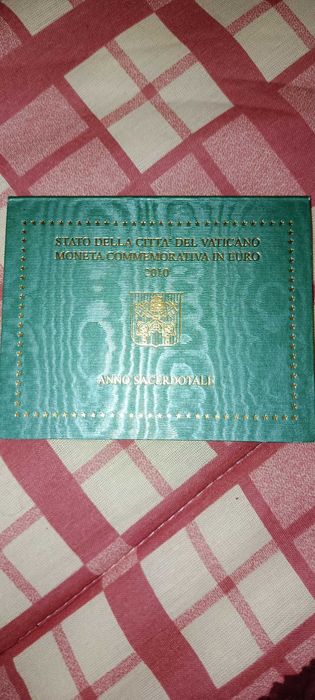 STATO DELLA CITTA' DEL VATICANO
MONETA COMMEMORATIVA IN EURO
2010
ANNO SACERDOTALE